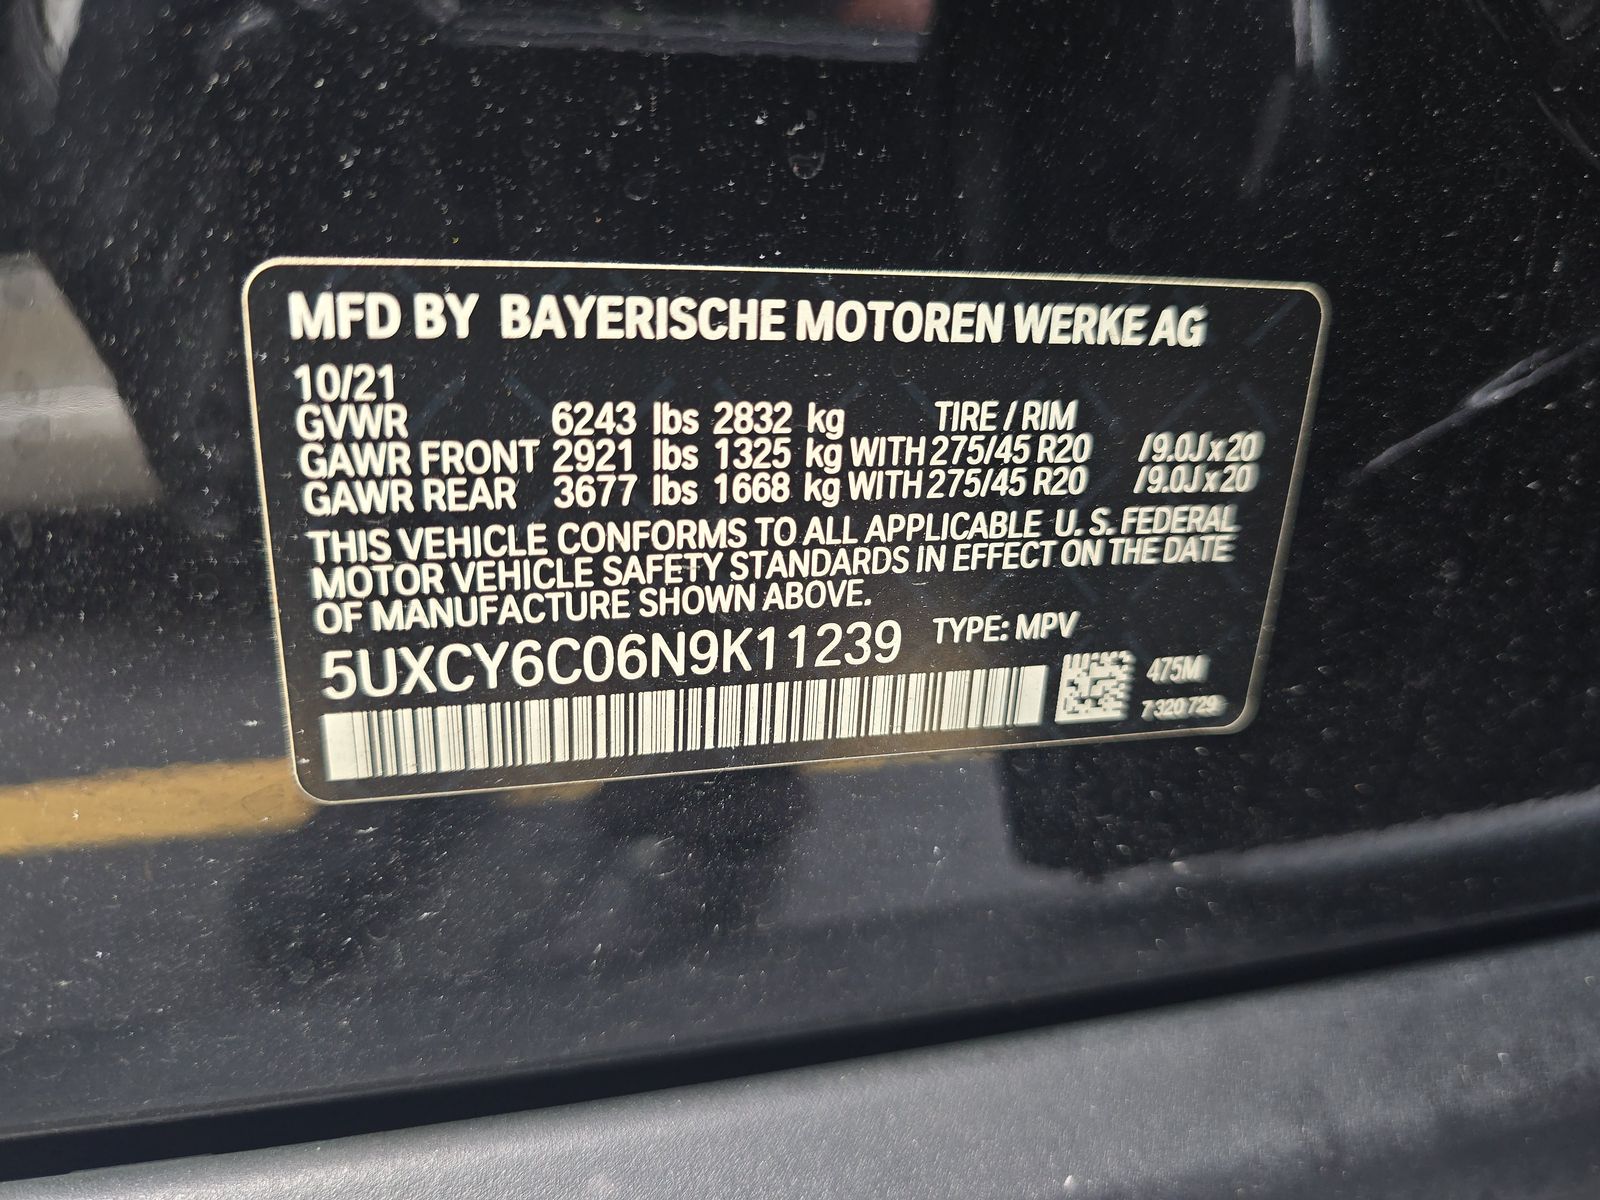 MFD BY BAYERISCHE MOTOREN WERKE AG
10/21
GVWR 6243 lbs 2832 kg TIRE / RIM
GAWR FRONT 2921 lbs 1325 kg WITH 275/45 R20 /9.0J x 20
GAWR REAR 3677 lbs 1668 kg WITH 275/45 R20 /9.0J x 20
THIS VEHICLE CONFORMS TO ALL APPLICABLE U. S. FEDERAL
MOTOR VEHICLE SAFETY STANDARDS IN EFFECT ON THE DATE
OF MANUFACTURE SHOWN ABOVE.
5UXCY6C06N9K11239 TYPE: MPV
475M
7 320 729